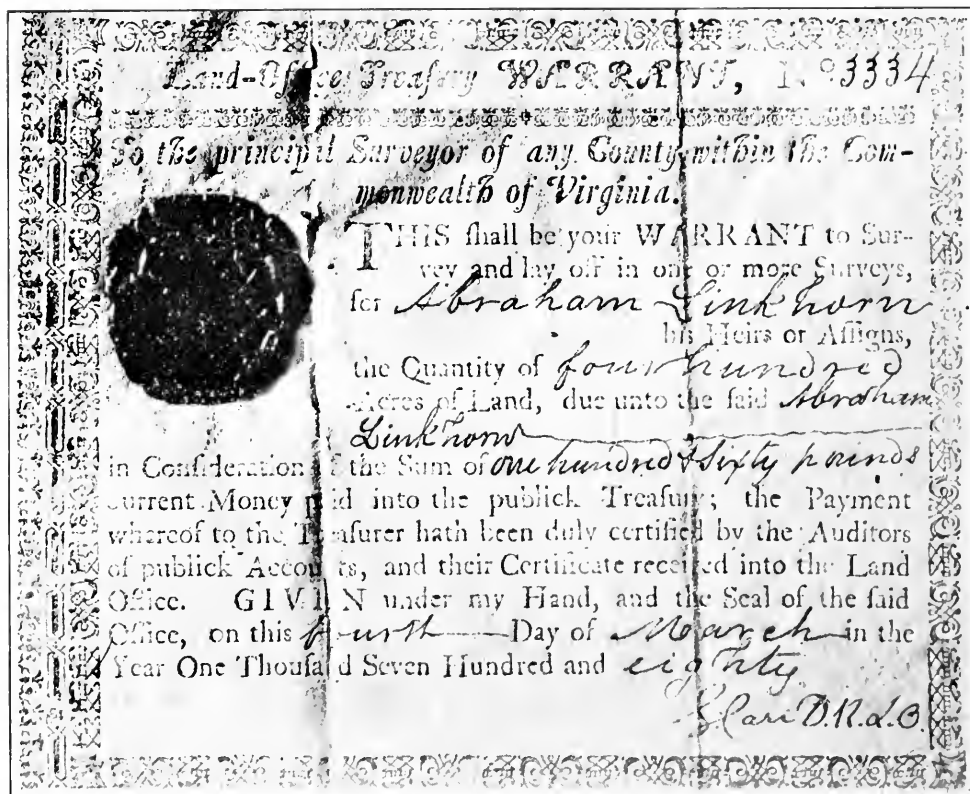 Land-Office Treaſury WARRANT, Nº 3334
To the principal Surveyor of any County within the Com-
monwealth of Virginia.
THIS ſhall be your WARRANT to Sur-
vey and lay off in one or more Surveys,
for Abraham Linkhorn
his Heirs or Aſſigns,
the Quantity of four hundred
Acres of Land, due unto the ſaid Abraham
Linkhorn
in Conſideration of the Sum of one hundred & Sixty pounds
current Money paid into the publick Treaſury; the Payment
whereof to the Treaſurer hath been duly certified by the Auditors
of publick Accounts, and their Certificate received into the Land
Office. GIVEN under my Hand, and the Seal of the ſaid
Office, on this fourth Day of March in the
Year One Thouſand Seven Hundred and eighty
Carr D.R.L.O.